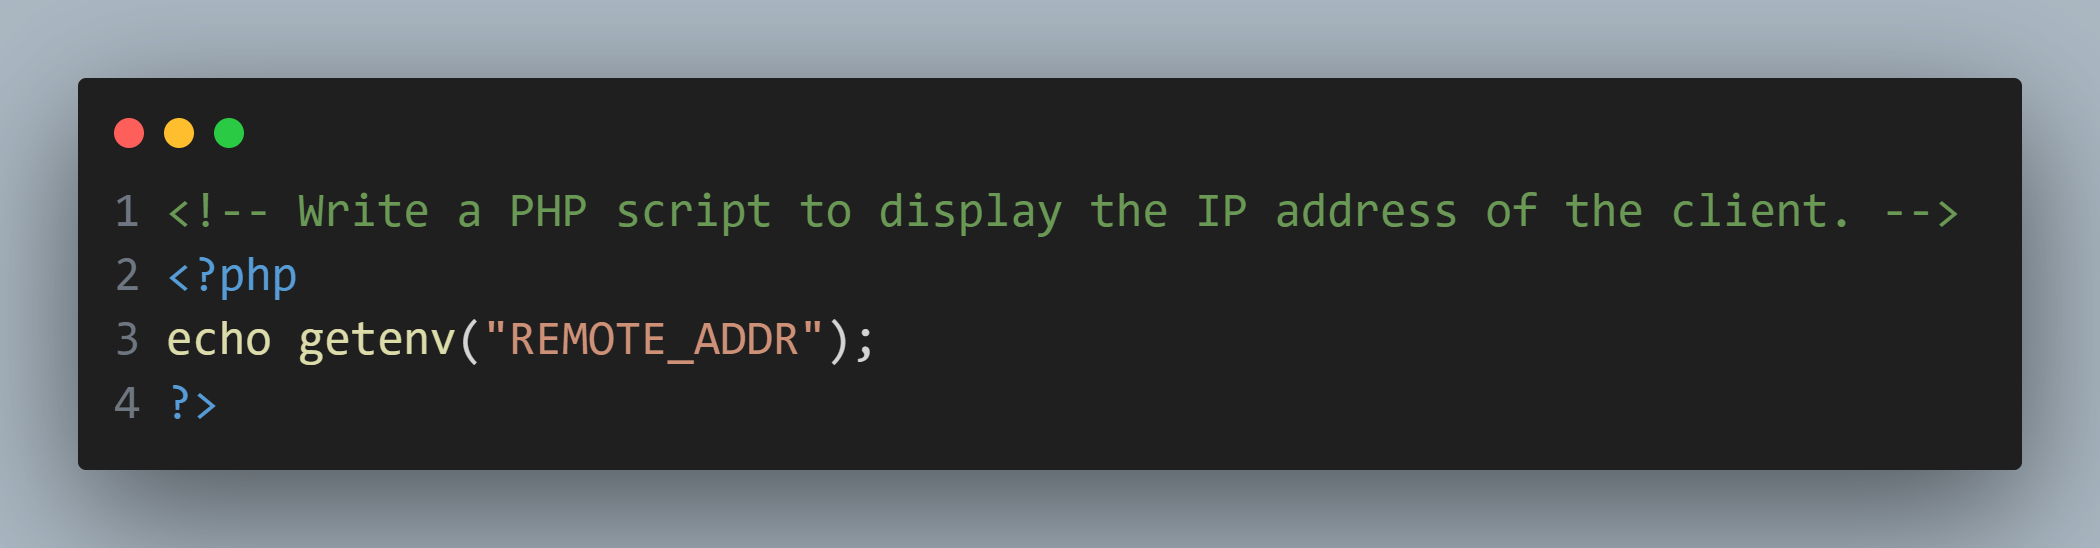 1 <!-- Write a PHP script to display the IP address of the client. -->
2 <?php
3 echo getenv("REMOTE_ADDR");
4 ?>